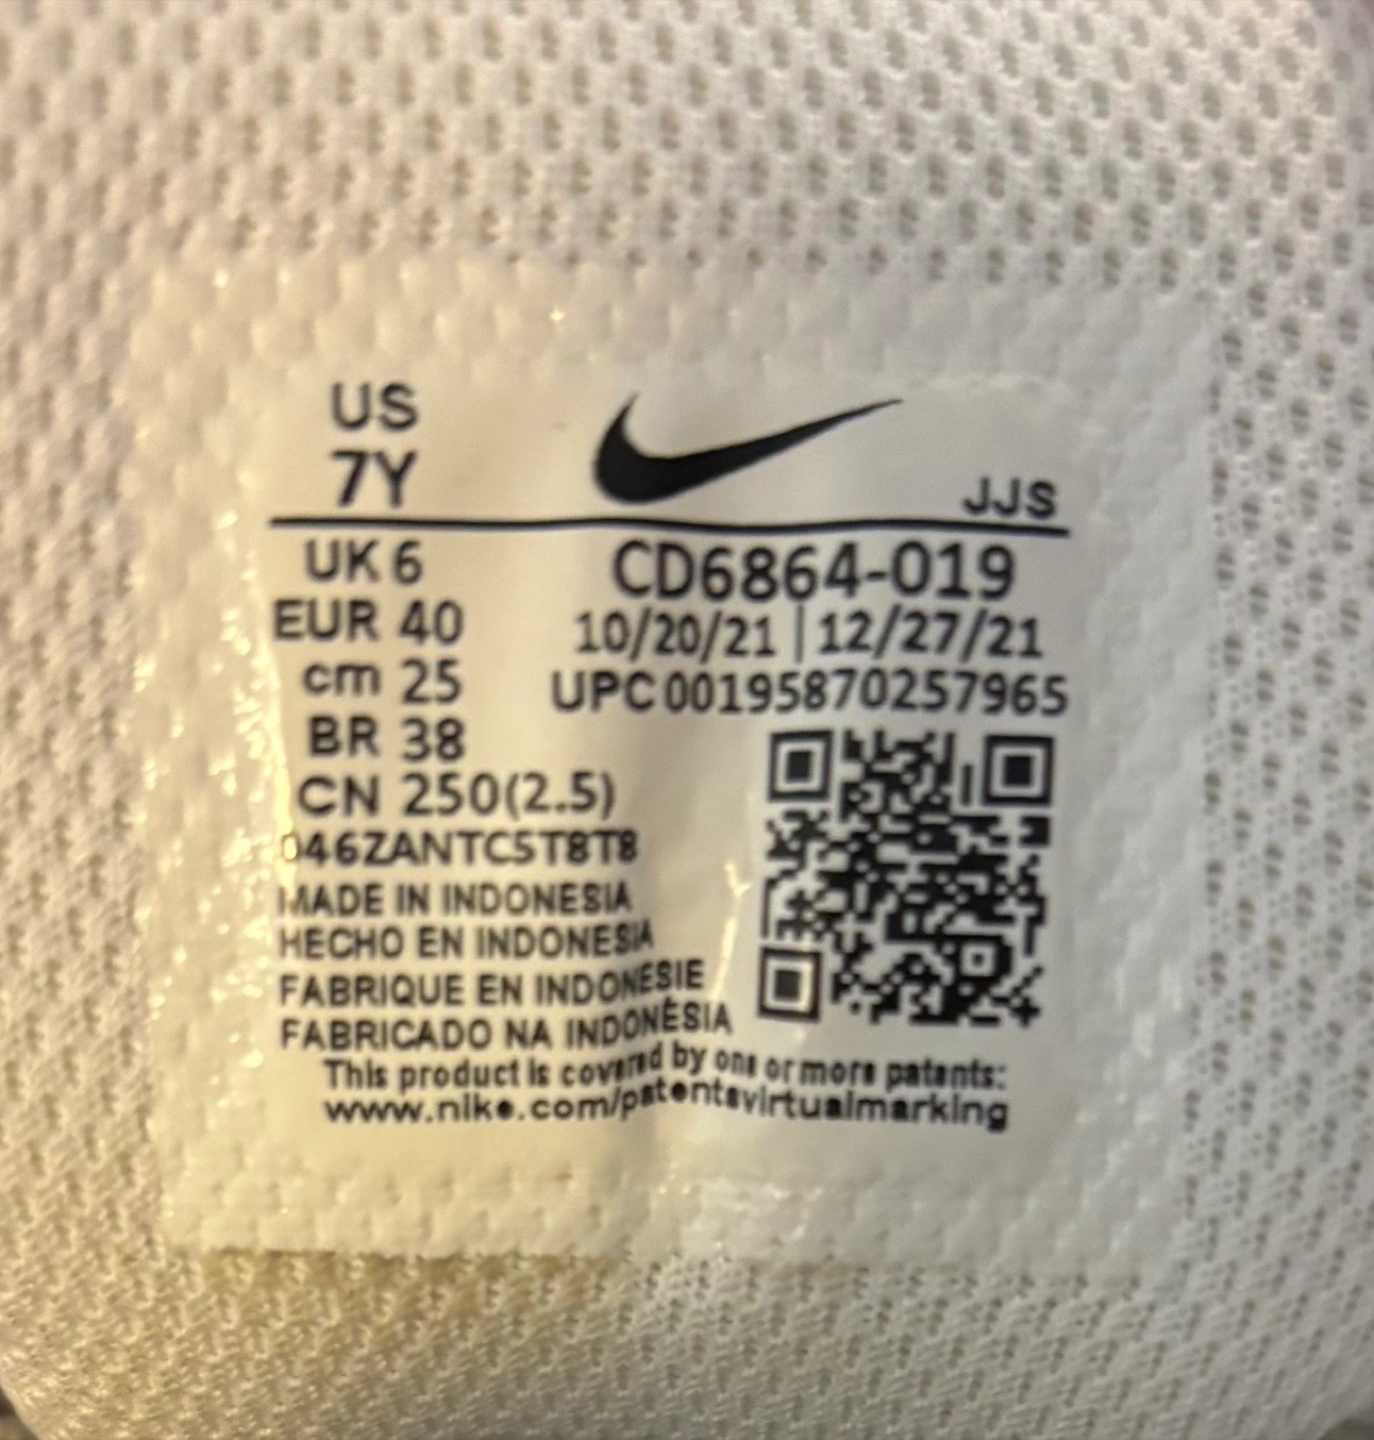 US
7Y
JJS
UK 6
EUR 40
cm 25
BR 38
CN 250(2.5)
CD6864-019
10/20/21 | 12/27/21
UPC 00195870257965
046ZANTC5T8T8
MADE IN INDONESIA
HECHO EN INDONESIA
FABRIQUE EN INDONESIE
FABRICADO NA INDONÉSIA
This product is covered by one or more patents:
www.nike.com/patentsvirtualmarking